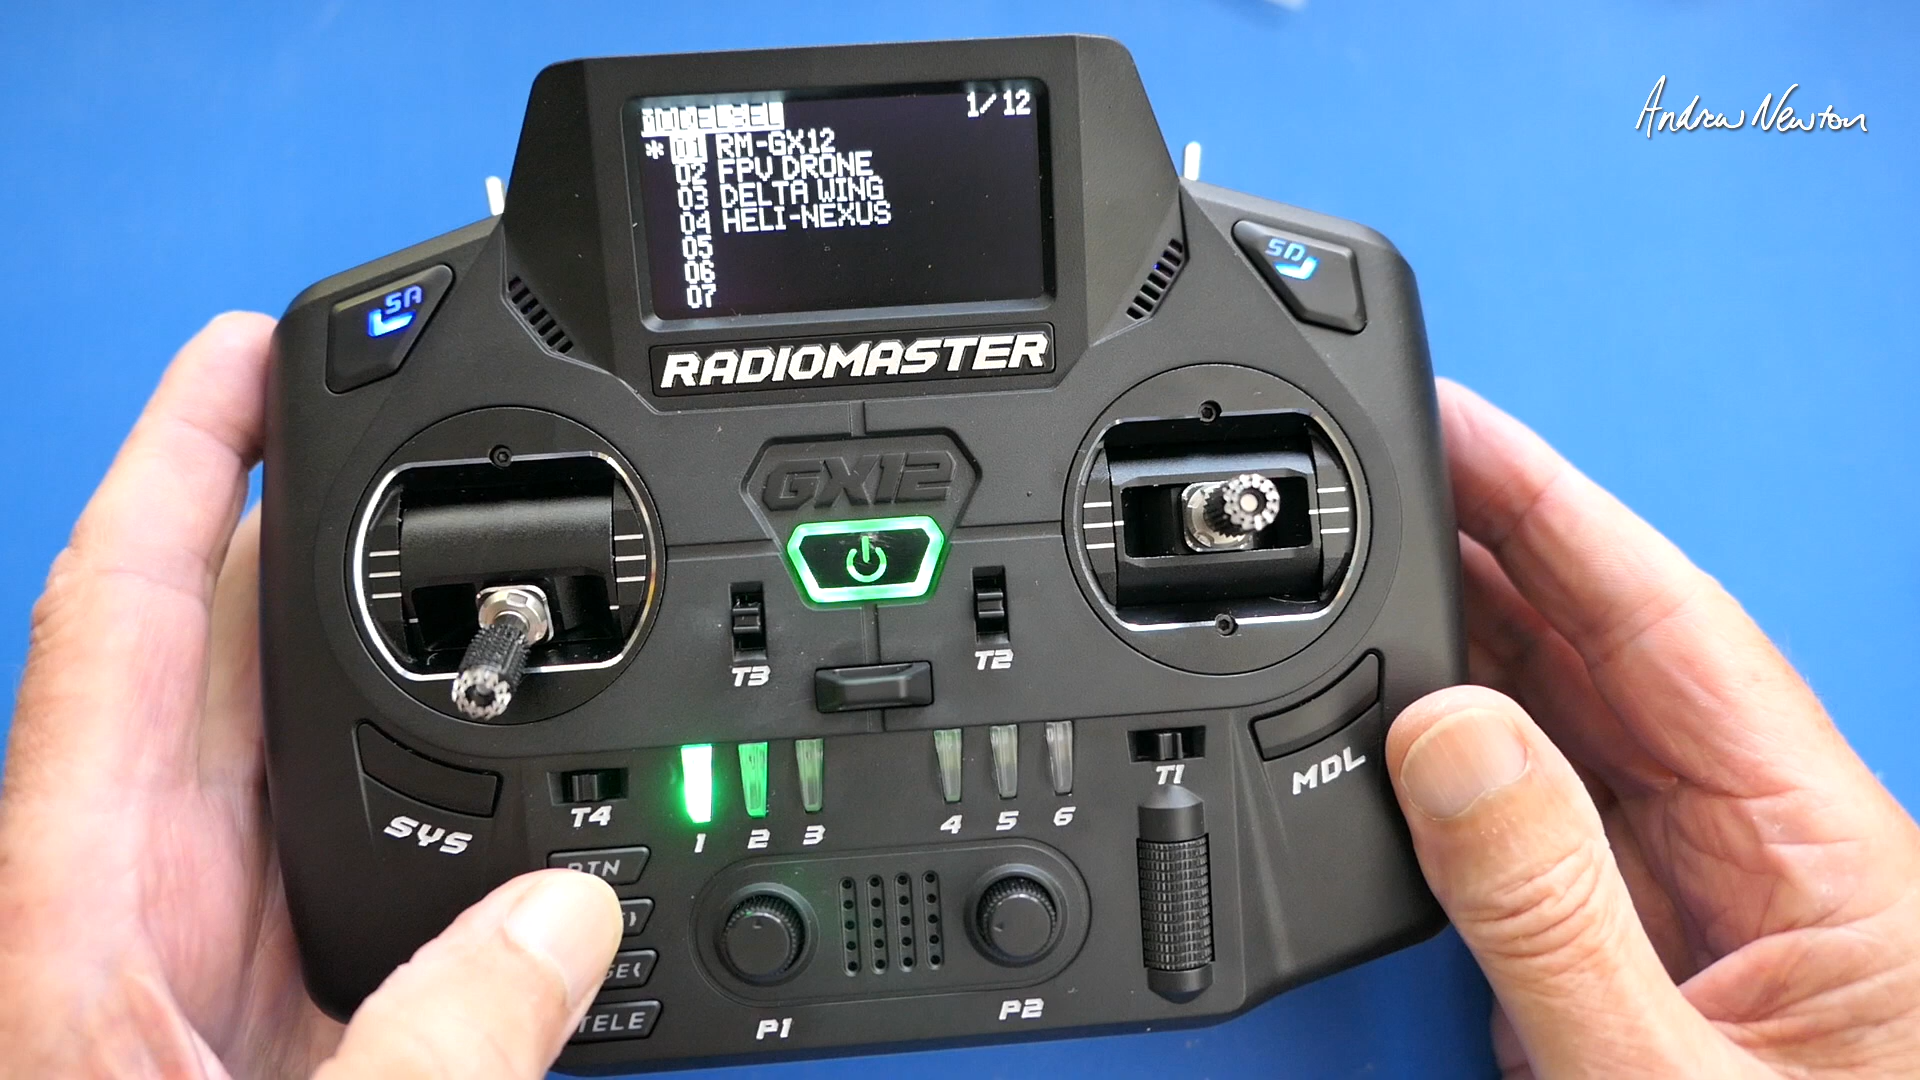 Andrew Newton
MODELSEL 1/12
* 01 RM-GX12
02 FPV DRONE
03 DELTA WING
04 HELI-NEXUS
05
06
07
SA
SD
RADIOMASTER
GX12
T3
T2
T4
T1
SYS
MDL
1 2 3 4 5 6
RTN
TELE
P1
P2